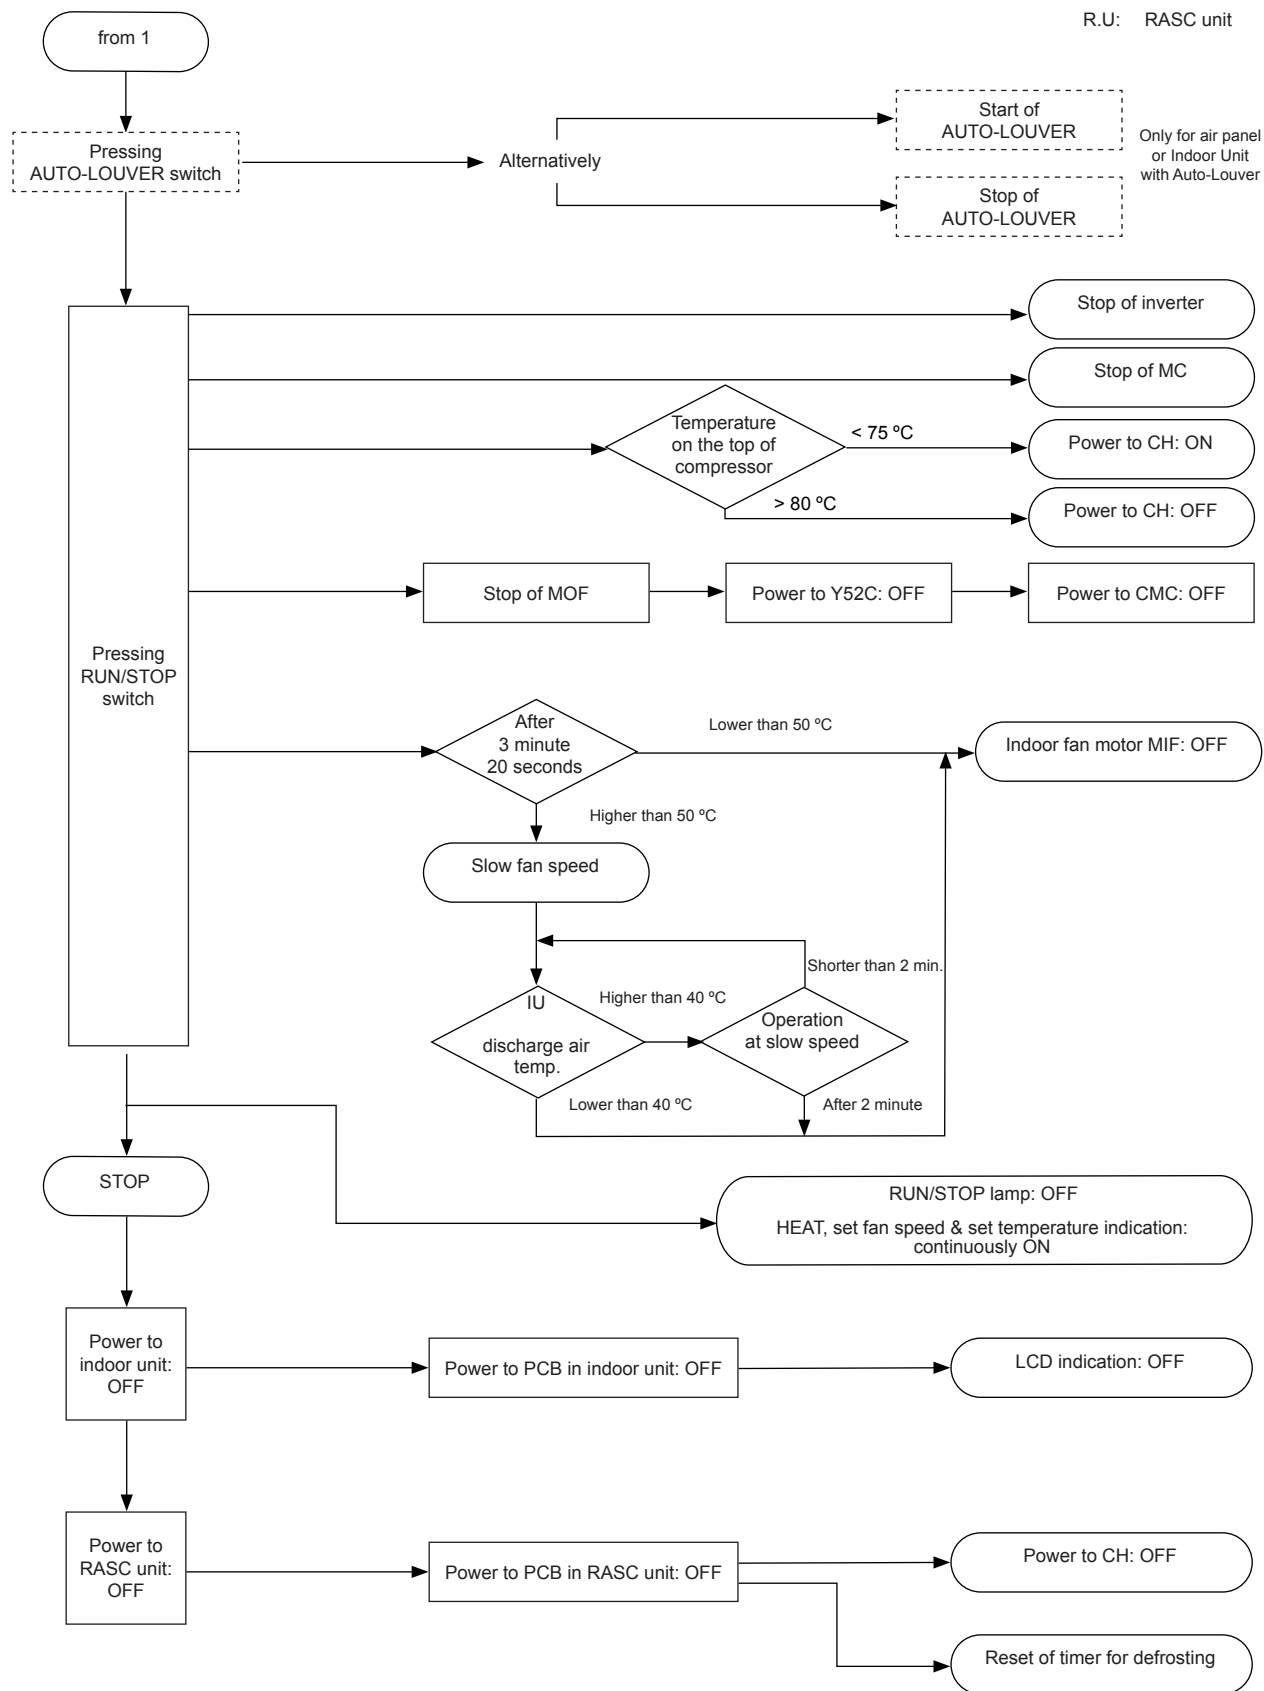 R.U: RASC unit
from 1
Pressing
AUTO-LOUVER switch
Alternatively
Start of
AUTO-LOUVER
Stop of
AUTO-LOUVER
Only for air panel
or Indoor Unit
with Auto-Louver
Pressing
RUN/STOP
switch
Stop of inverter
Stop of MC
Temperature
on the top of
compressor
< 75 ºC
Power to CH: ON
> 80 ºC
Power to CH: OFF
Stop of MOF
Power to Y52C: OFF
Power to CMC: OFF
After
3 minute
20 seconds
Lower than 50 ºC
Indoor fan motor MIF: OFF
Higher than 50 ºC
Slow fan speed
IU
discharge air
temp.
Higher than 40 ºC
Shorter than 2 min.
Operation
at slow speed
Lower than 40 ºC
After 2 minute
STOP
RUN/STOP lamp: OFF
HEAT, set fan speed & set temperature indication:
continuously ON
Power to
indoor unit:
OFF
Power to PCB in indoor unit: OFF
LCD indication: OFF
Power to
RASC unit:
OFF
Power to PCB in RASC unit: OFF
Power to CH: OFF
Reset of timer for defrosting